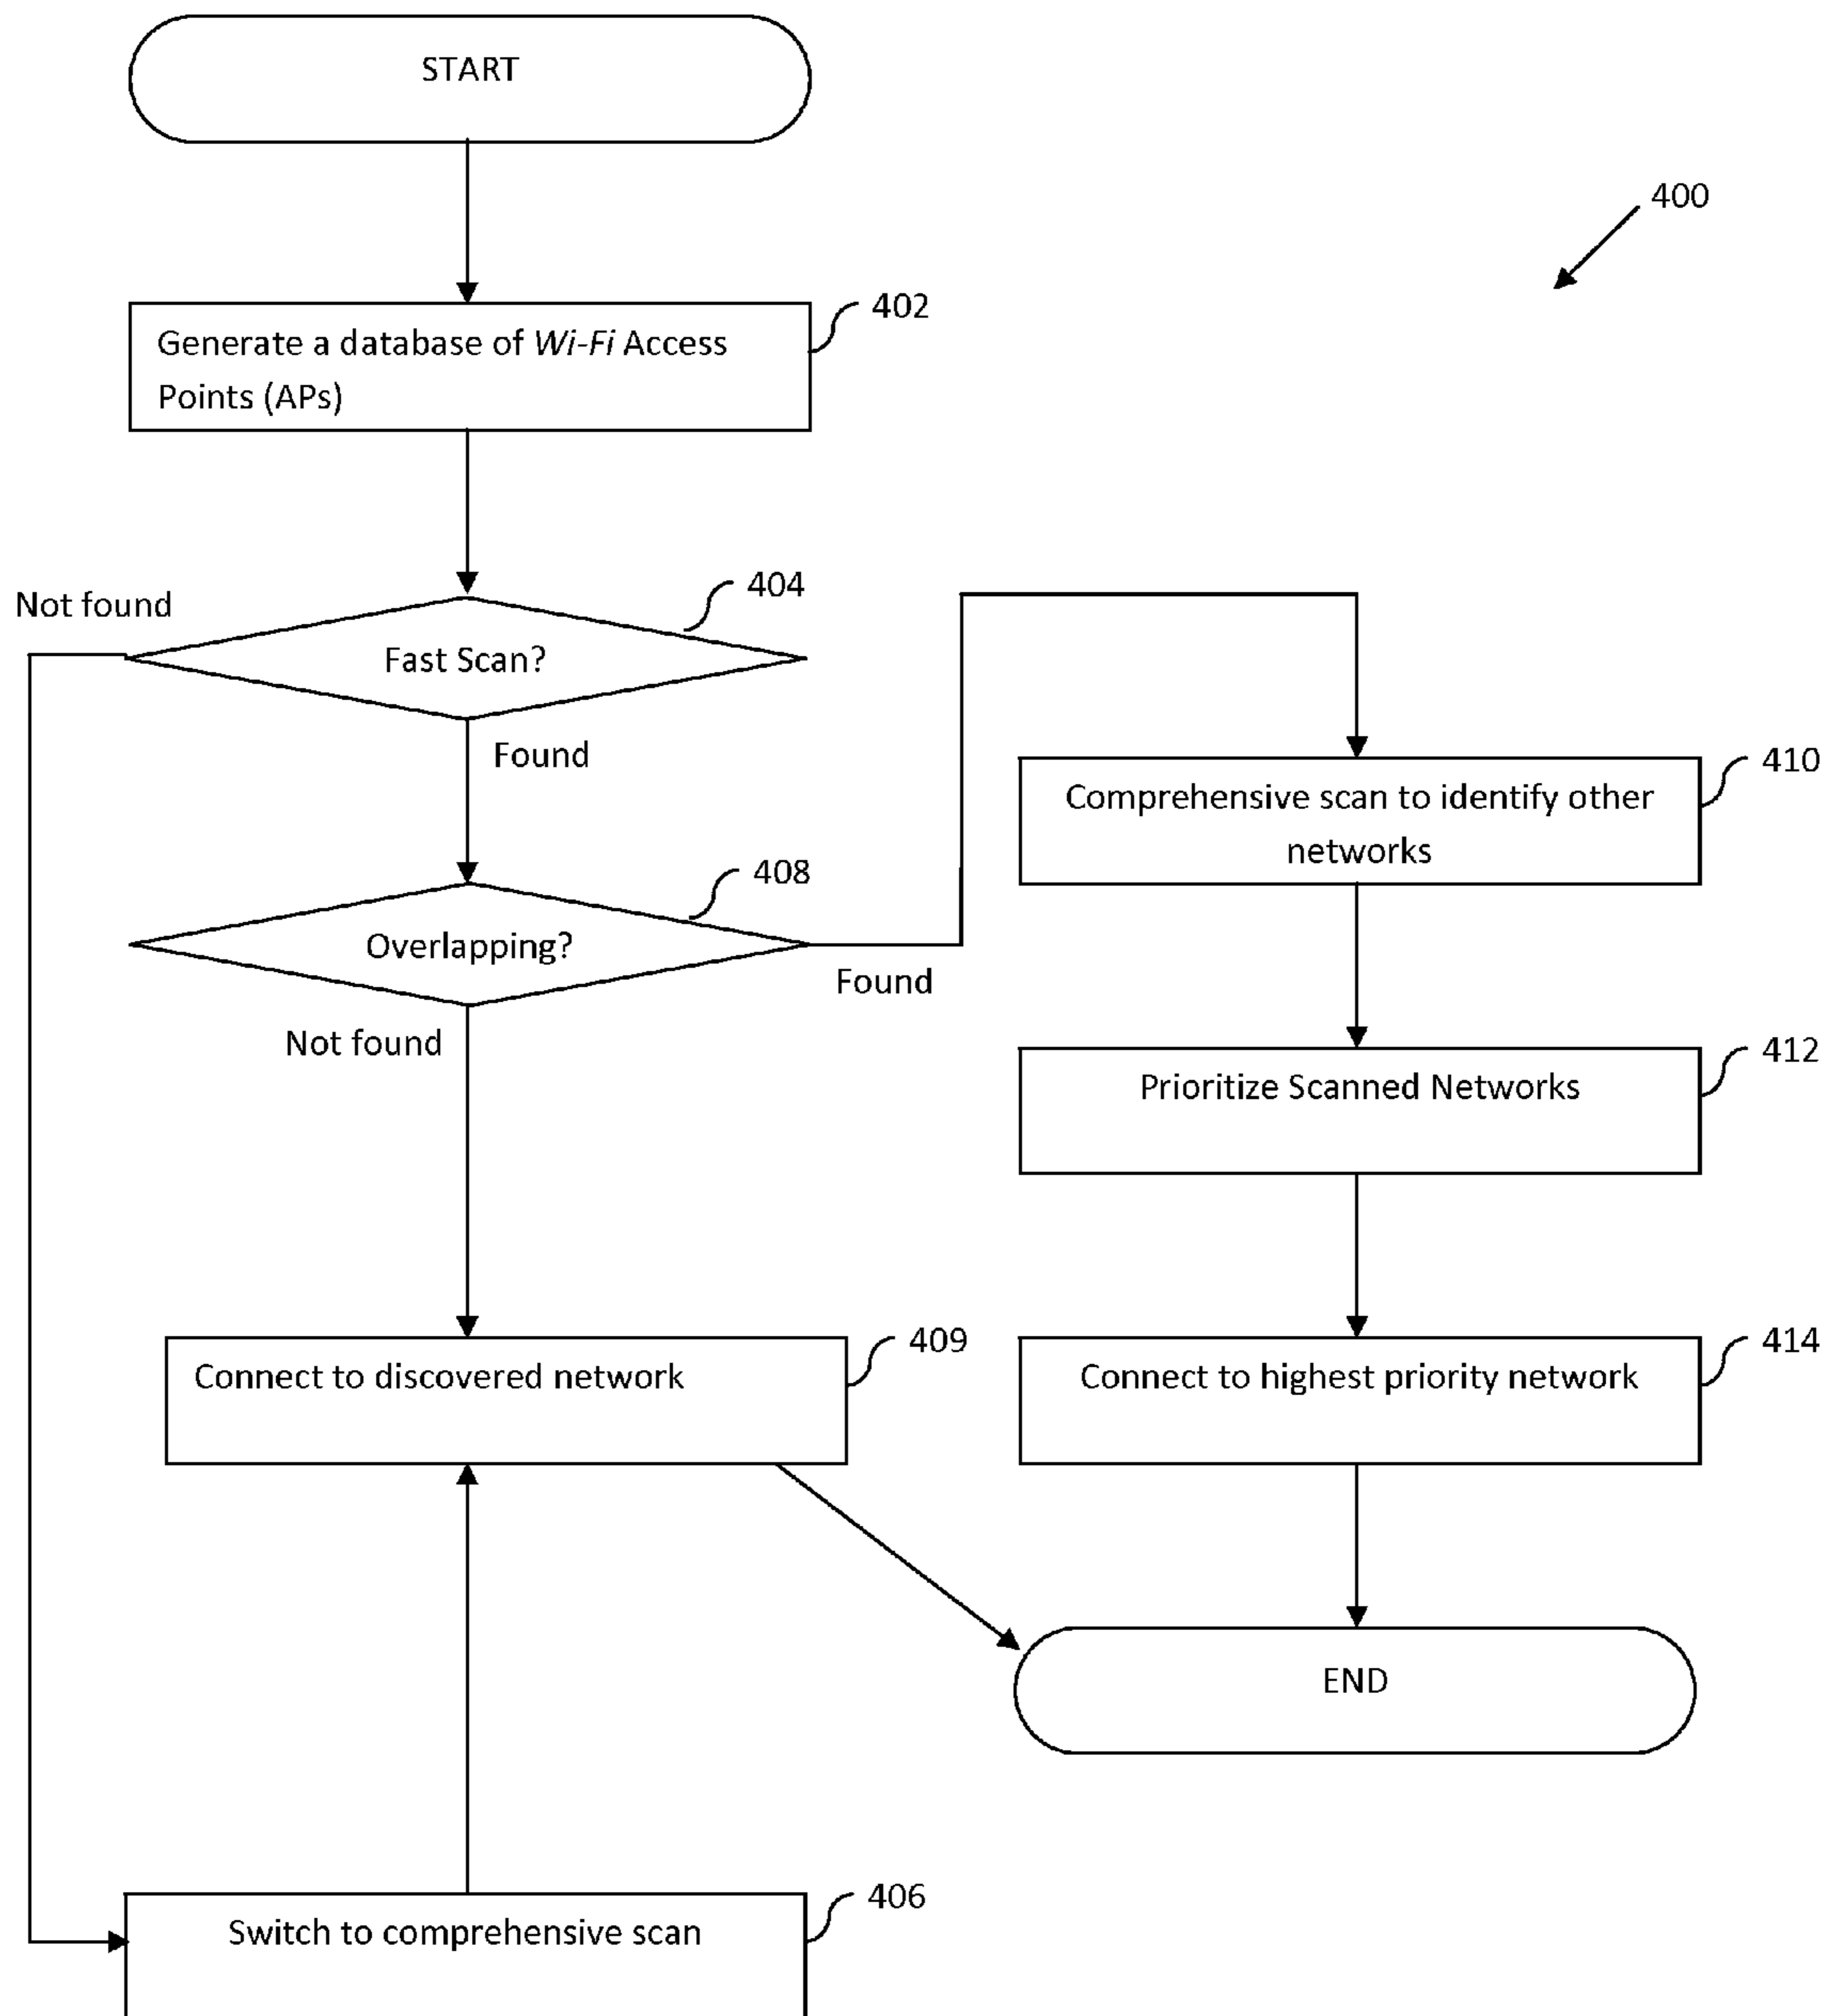 START
400
402
Generate a database of Wi-Fi Access
Points (APs)
404
Not found
Fast Scan?
Found
408
Overlapping?
Found
Not found
410
Comprehensive scan to identify other
networks
412
Prioritize Scanned Networks
409
Connect to discovered network
414
Connect to highest priority network
END
406
Switch to comprehensive scan